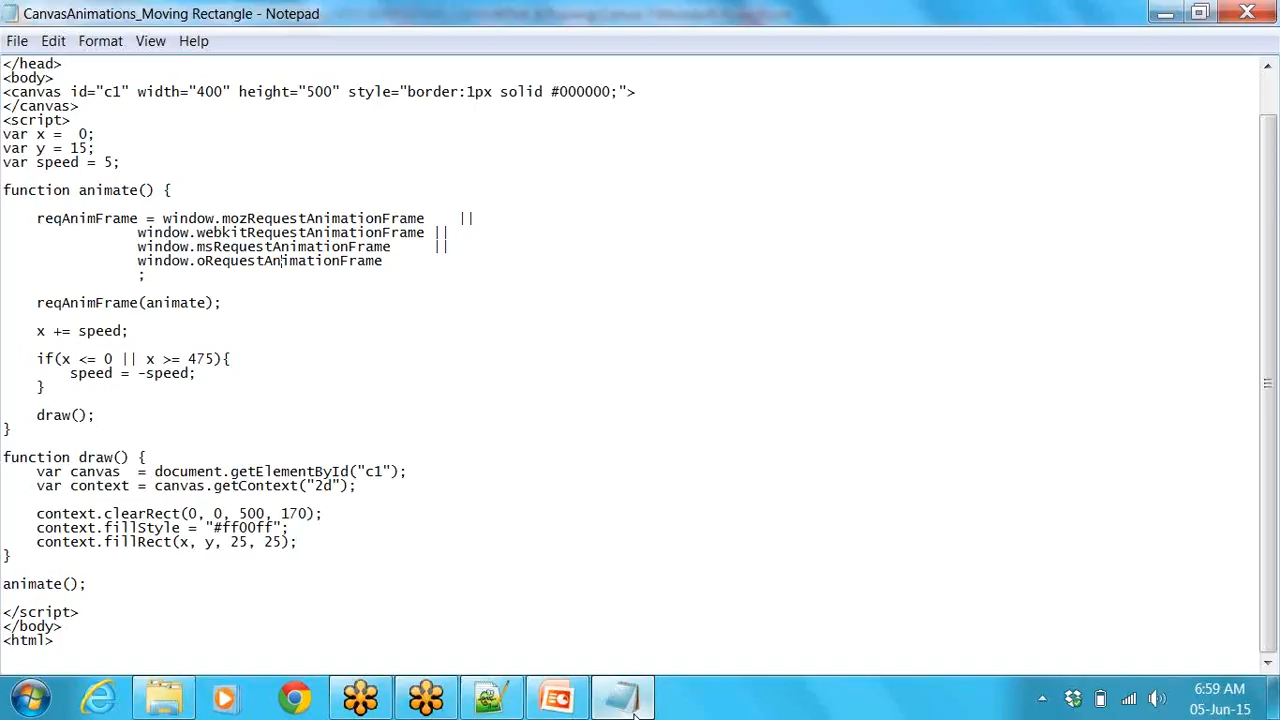 CanvasAnimations_Moving Rectangle - Notepad
File Edit Format View Help
</head>
<body>
<canvas id="c1" width="400" height="500" style="border:1px solid #000000;">
</canvas>
<script>
var x =  0;
var y = 15;
var speed = 5;
function animate() {
    reqAnimFrame = window.mozRequestAnimationFrame    ||
                window.webkitRequestAnimationFrame ||
                window.msRequestAnimationFrame     ||
                window.oRequestAnimationFrame
                ;
    reqAnimFrame(animate);
    x += speed;
    if(x <= 0 || x >= 475){
        speed = -speed;
    }
    draw();
}
function draw() {
    var canvas  = document.getElementById("c1");
    var context = canvas.getContext("2d");
    context.clearRect(0, 0, 500, 170);
    context.fillStyle = "#ff00ff";
    context.fillRect(x, y, 25, 25);
}
animate();
</script>
</body>
<html>
6:59 AM
05-Jun-15